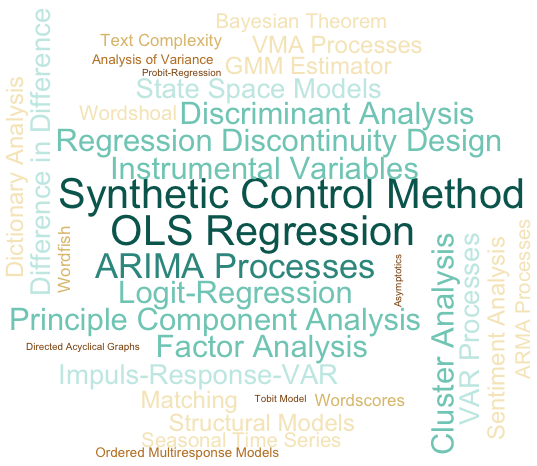 Bayesian Theorem
Text Complexity
VMA Processes
Analysis of Variance
GMM Estimator
Probit-Regression
State Space Models
Wordshoal
Discriminant Analysis
Regression Discontinuity Design
Instrumental Variables
Synthetic Control Method
OLS Regression
ARIMA Processes
Logit-Regression
Principle Component Analysis
Directed Acyclical Graphs
Factor Analysis
Impuls-Response-VAR
Matching
Tobit Model
Wordscores
Structural Models
Seasonal Time Series
Ordered Multiresponse Models
Dictionary Analysis
Difference in Difference
Wordfish
Asymptotics
Cluster Analysis
VAR Processes
Sentiment Analysis
ARMA Processes